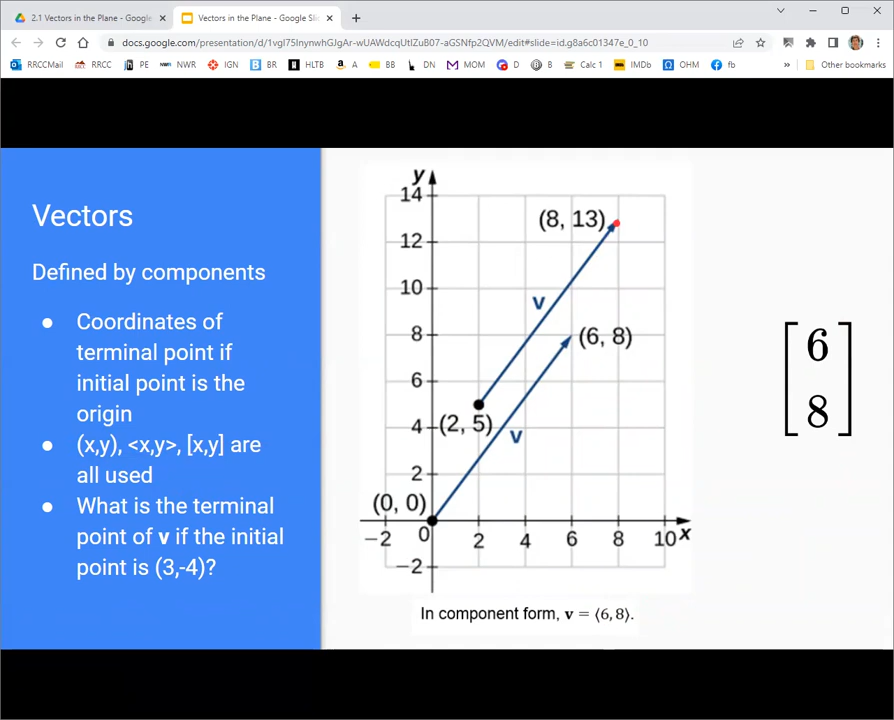 2.1 Vectors in the Plane - Google
Vectors in the Plane - Google Slid
docs.google.com/presentation/d/1vgI75InynwhGJgAr-wUAWdcqUtIZuB07-aGSNfp2QVM/edit#slide=id.g8a6c01347e_0_10
RRCCMail RRCC PE NWR NWR IGN BR HLTB A BB DN MOM D B Calc 1 IMDb OHM fb » Other bookmarks
Vectors
Defined by components
● Coordinates of
terminal point if
initial point is the
origin
● (x,y), <x,y>, [x,y] are
all used
● What is the terminal
point of v if the initial
point is (3,-4)?
y
14
(8, 13)
12
10
v
8
(6, 8)
6
(2, 5)
4
v
2
(0, 0)
−2 0 2 4 6 8 10 x
−2
In component form, v = ⟨6, 8⟩.
6
8